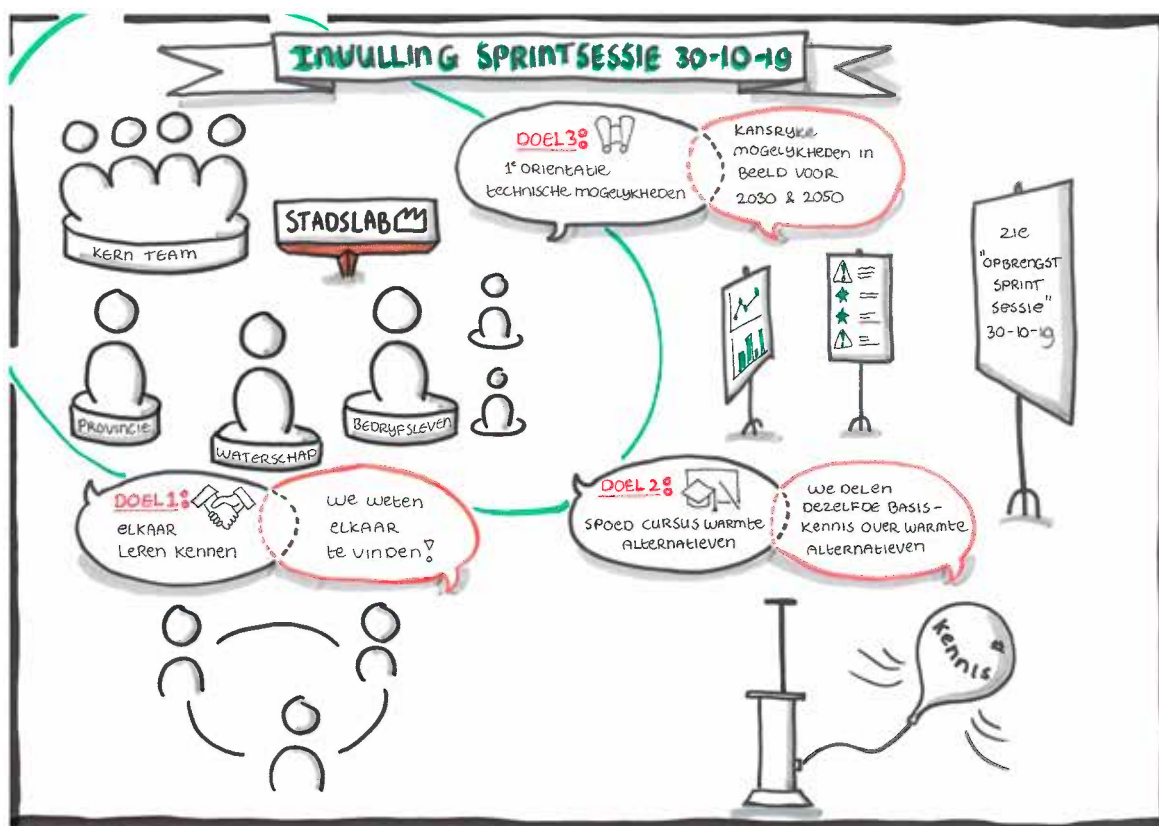 INVULLING SPRINTSESSIE 30-10-19
KERN TEAM
STADSLAB
PROVINCIE
WATERSCHAP
BEDRYFSLEVEN
DOEL 1:
ELKAAR
LEREN KENNEN
WE WETEN
ELKAAR
TE VINDEN!
DOEL 2:
SPOED CURSUS WARMTE
ALTERNATIEVEN
WE DELEN
DEZELFDE BASIS-
KENNIS OVER WARMTE
ALTERNATIEVEN
DOEL 3:
1e ORIENTATIE
TECHNISCHE MOGELYKHEDEN
KANSRYKE
MOGELYKHEDEN IN
BEELD VOOR
2030 & 2050
ZIE
"OPBRENGST
SPRINT
SESSIE"
30-10-19
KENNIS